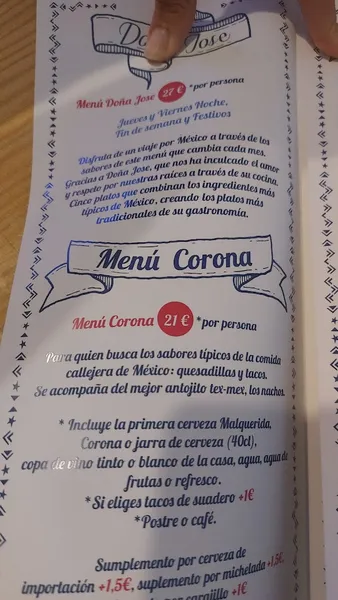 Doña Jose
Menú Doña Jose 27 € *por persona
Jueves y Viernes Noche,
Fin de semana y Festivos
Disfruta de un viaje por México a través de los
sabores de este menú que cambia cada mes.
Gracias a Doña Jose, que nos ha inculcado el amor
y respeto por nuestras raíces a través de su cocina.
Cinco platos que combinan los ingredientes más
típicos de México, creando los platos más
tradicionales de su gastronomía.
Menú Corona
Menú Corona 21 € *por persona
Para quien busca los sabores típicos de la comida
callejera de México: quesadillas y tacos.
Se acompaña del mejor antojito tex-mex, los nachos.
* Incluye la primera cerveza Malquerida,
Corona o jarra de cerveza (40cl),
copa de vino tinto o blanco de la casa, agua, agua de
frutas o refresco.
*Si eliges tacos de suadero +1€
*Postre o café.
Sumplemento por cerveza de
importación +1,5€, suplemento por michelada +1,5€,
por carajillo +1€